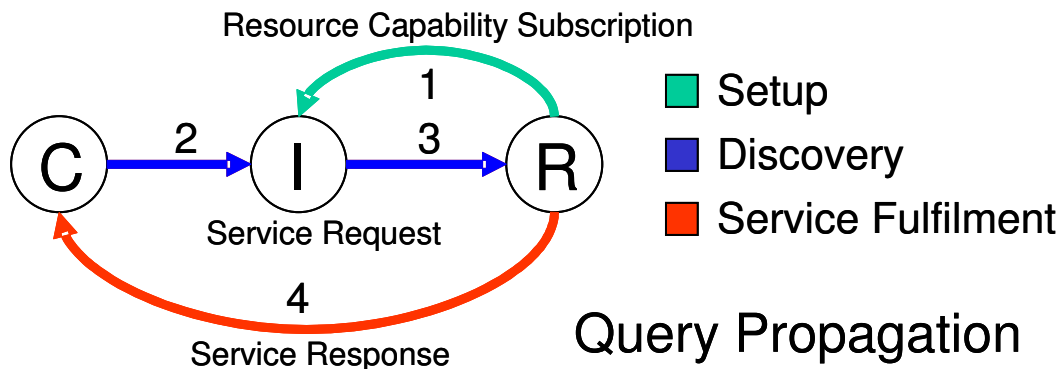 Resource Capability Subscription
1
Setup
2
3
Discovery
C
I
R
Service Fulfilment
Service Request
4
Query Propagation
Service Response